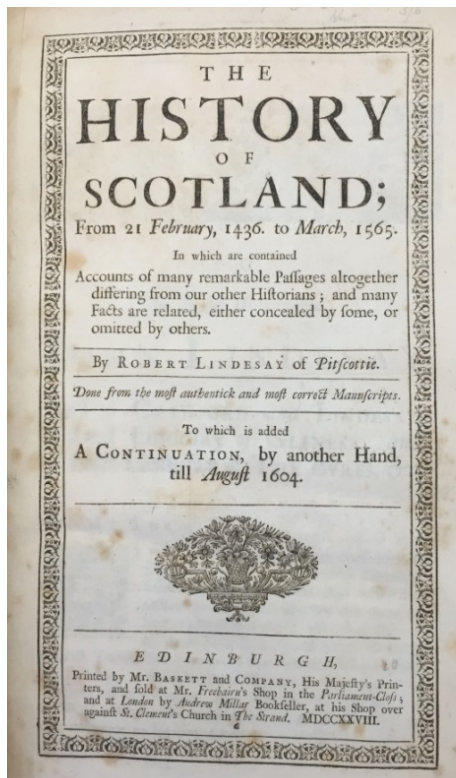 THE
HISTORY
OF
SCOTLAND;
From 21 February, 1436. to March, 1565.
In which are contained
Accounts of many remarkable Paſſages altogether
differing from our other Hiſtorians; and many
Facts are related, either concealed by ſome, or
omitted by others.
By ROBERT LINDESAY of Pitſcottie.
Done from the moſt authentick and moſt correct Manuſcripts.
To which is added
A CONTINUATION, by another Hand,
till Auguſt 1604.
EDINBURGH,
Printed by Mr. BASKETT and COMPANY, His Majeſty's Prin-
ters, and ſold at Mr. Freebairn's Shop in the Parliament-Cloſs;
and at London by Andrew Millar Bookſeller, at his Shop over
againſt St. Clement's Church in The Strand. MDCCXXVIII.